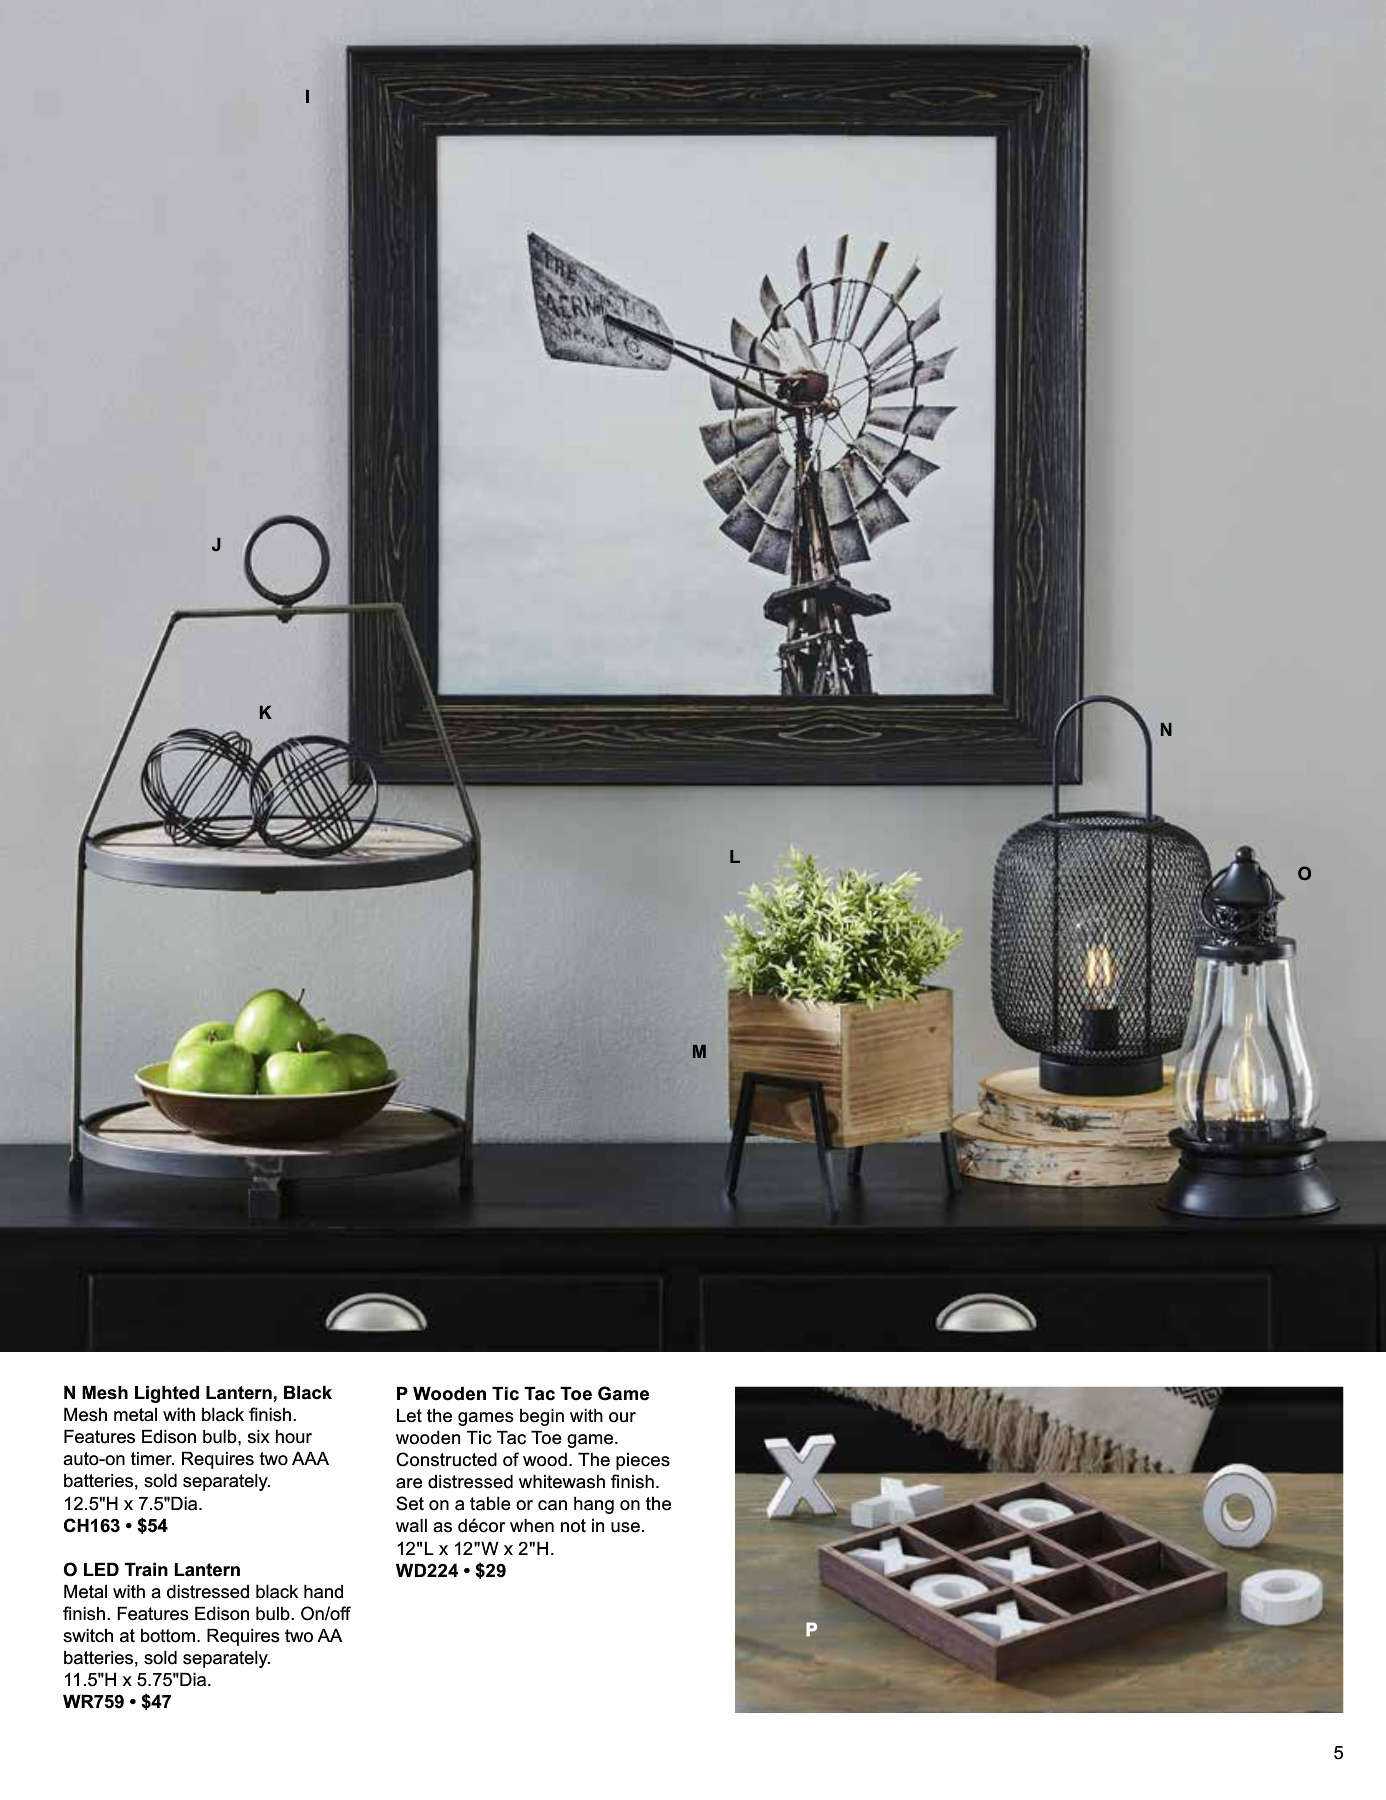 I
THE
J
K
N
L
O
M
N Mesh Lighted Lantern, Black
Mesh metal with black finish.
Features Edison bulb, six hour
auto-on timer. Requires two AAA
batteries, sold separately.
12.5"H x 7.5"Dia.
CH163 • $54
O LED Train Lantern
Metal with a distressed black hand
finish. Features Edison bulb. On/off
switch at bottom. Requires two AA
batteries, sold separately.
11.5"H x 5.75"Dia.
WR759 • $47
P Wooden Tic Tac Toe Game
Let the games begin with our
wooden Tic Tac Toe game.
Constructed of wood. The pieces
are distressed whitewash finish.
Set on a table or can hang on the
wall as décor when not in use.
12"L x 12"W x 2"H.
WD224 • $29
P
5